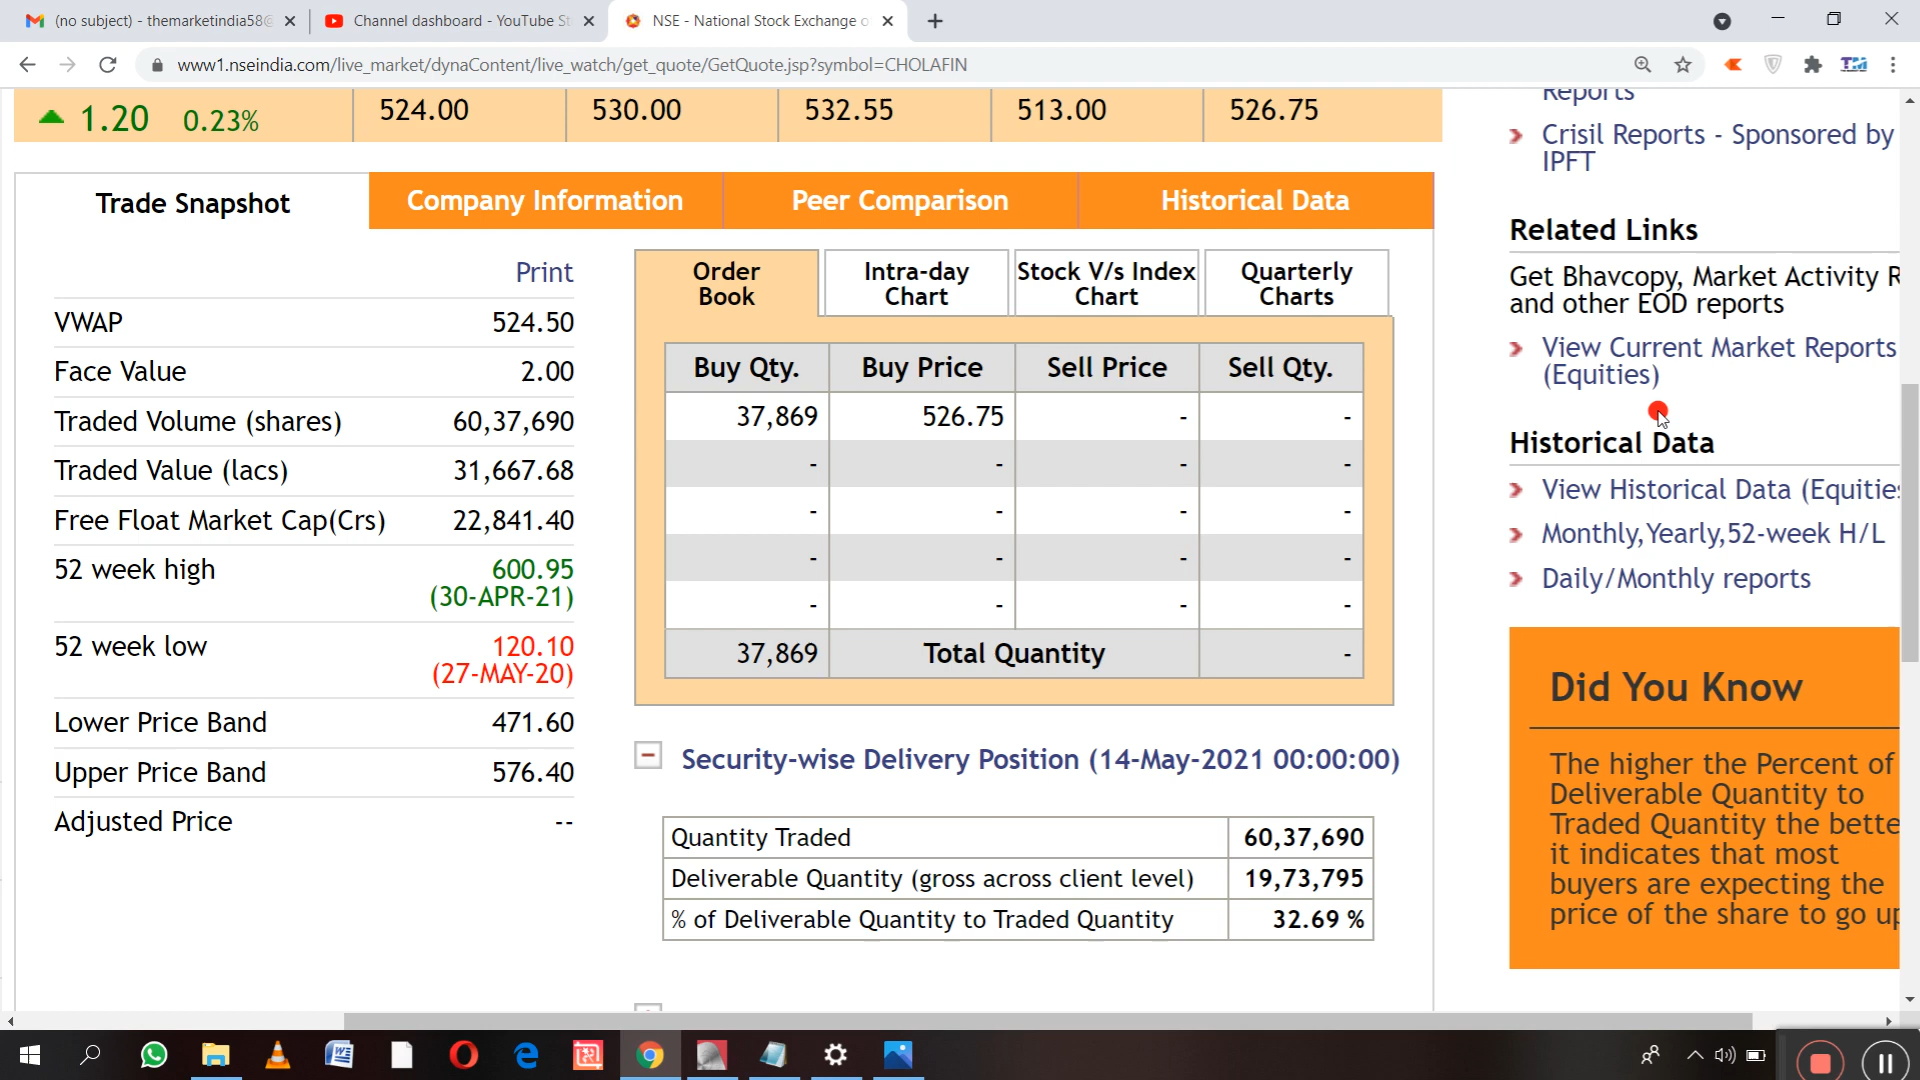 (no subject) - themarketindia58@
Channel dashboard - YouTube St
NSE - National Stock Exchange o
www1.nseindia.com/live_market/dynaContent/live_watch/get_quote/GetQuote.jsp?symbol=CHOLAFIN
1.20 0.23% 524.00 530.00 532.55 513.00 526.75
Trade Snapshot Company Information Peer Comparison Historical Data
Print
VWAP 524.50
Face Value 2.00
Traded Volume (shares) 60,37,690
Traded Value (lacs) 31,667.68
Free Float Market Cap(Crs) 22,841.40
52 week high 600.95
(30-APR-21)
52 week low 120.10
(27-MAY-20)
Lower Price Band 471.60
Upper Price Band 576.40
Adjusted Price --
Order
Book
Intra-day
Chart
Stock V/s Index
Chart
Quarterly
Charts
Buy Qty. Buy Price Sell Price Sell Qty.
37,869 526.75 - -
- - - -
- - - -
- - - -
- - - -
37,869 Total Quantity -
Security-wise Delivery Position (14-May-2021 00:00:00)
Quantity Traded 60,37,690
Deliverable Quantity (gross across client level) 19,73,795
% of Deliverable Quantity to Traded Quantity 32.69 %
Reports
Crisil Reports - Sponsored by
IPFT
Related Links
Get Bhavcopy, Market Activity R
and other EOD reports
View Current Market Reports
(Equities)
Historical Data
View Historical Data (Equities
Monthly,Yearly,52-week H/L
Daily/Monthly reports
Did You Know
The higher the Percent of
Deliverable Quantity to
Traded Quantity the bette
it indicates that most
buyers are expecting the
price of the share to go up